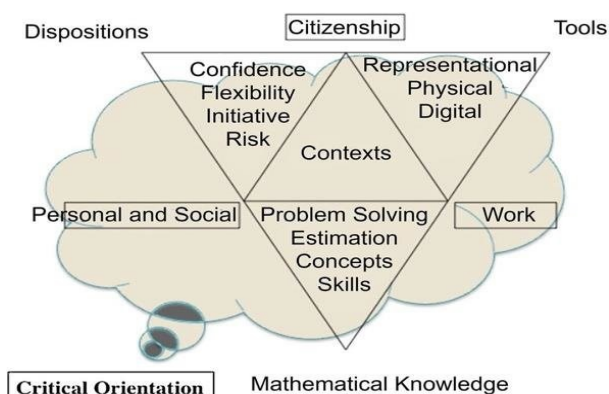 Dispositions
Citizenship
Tools
Confidence
Flexibility
Initiative
Risk
Representational
Physical
Digital
Contexts
Personal and Social
Problem Solving
Estimation
Concepts
Skills
Work
Critical Orientation
Mathematical Knowledge